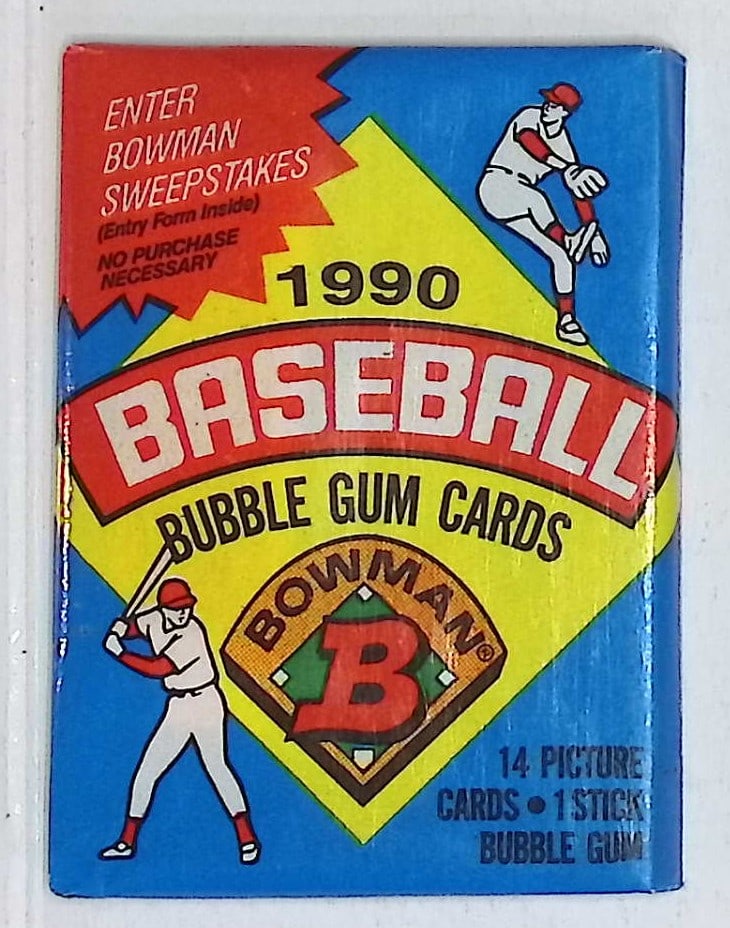 ENTER
BOWMAN
SWEEPSTAKES
(Entry Form Inside)
NO PURCHASE
NECESSARY
1990
BASEBALL
BUBBLE GUM CARDS
BOWMAN®
B
14 PICTURE
CARDS • 1 STICK
BUBBLE GUM